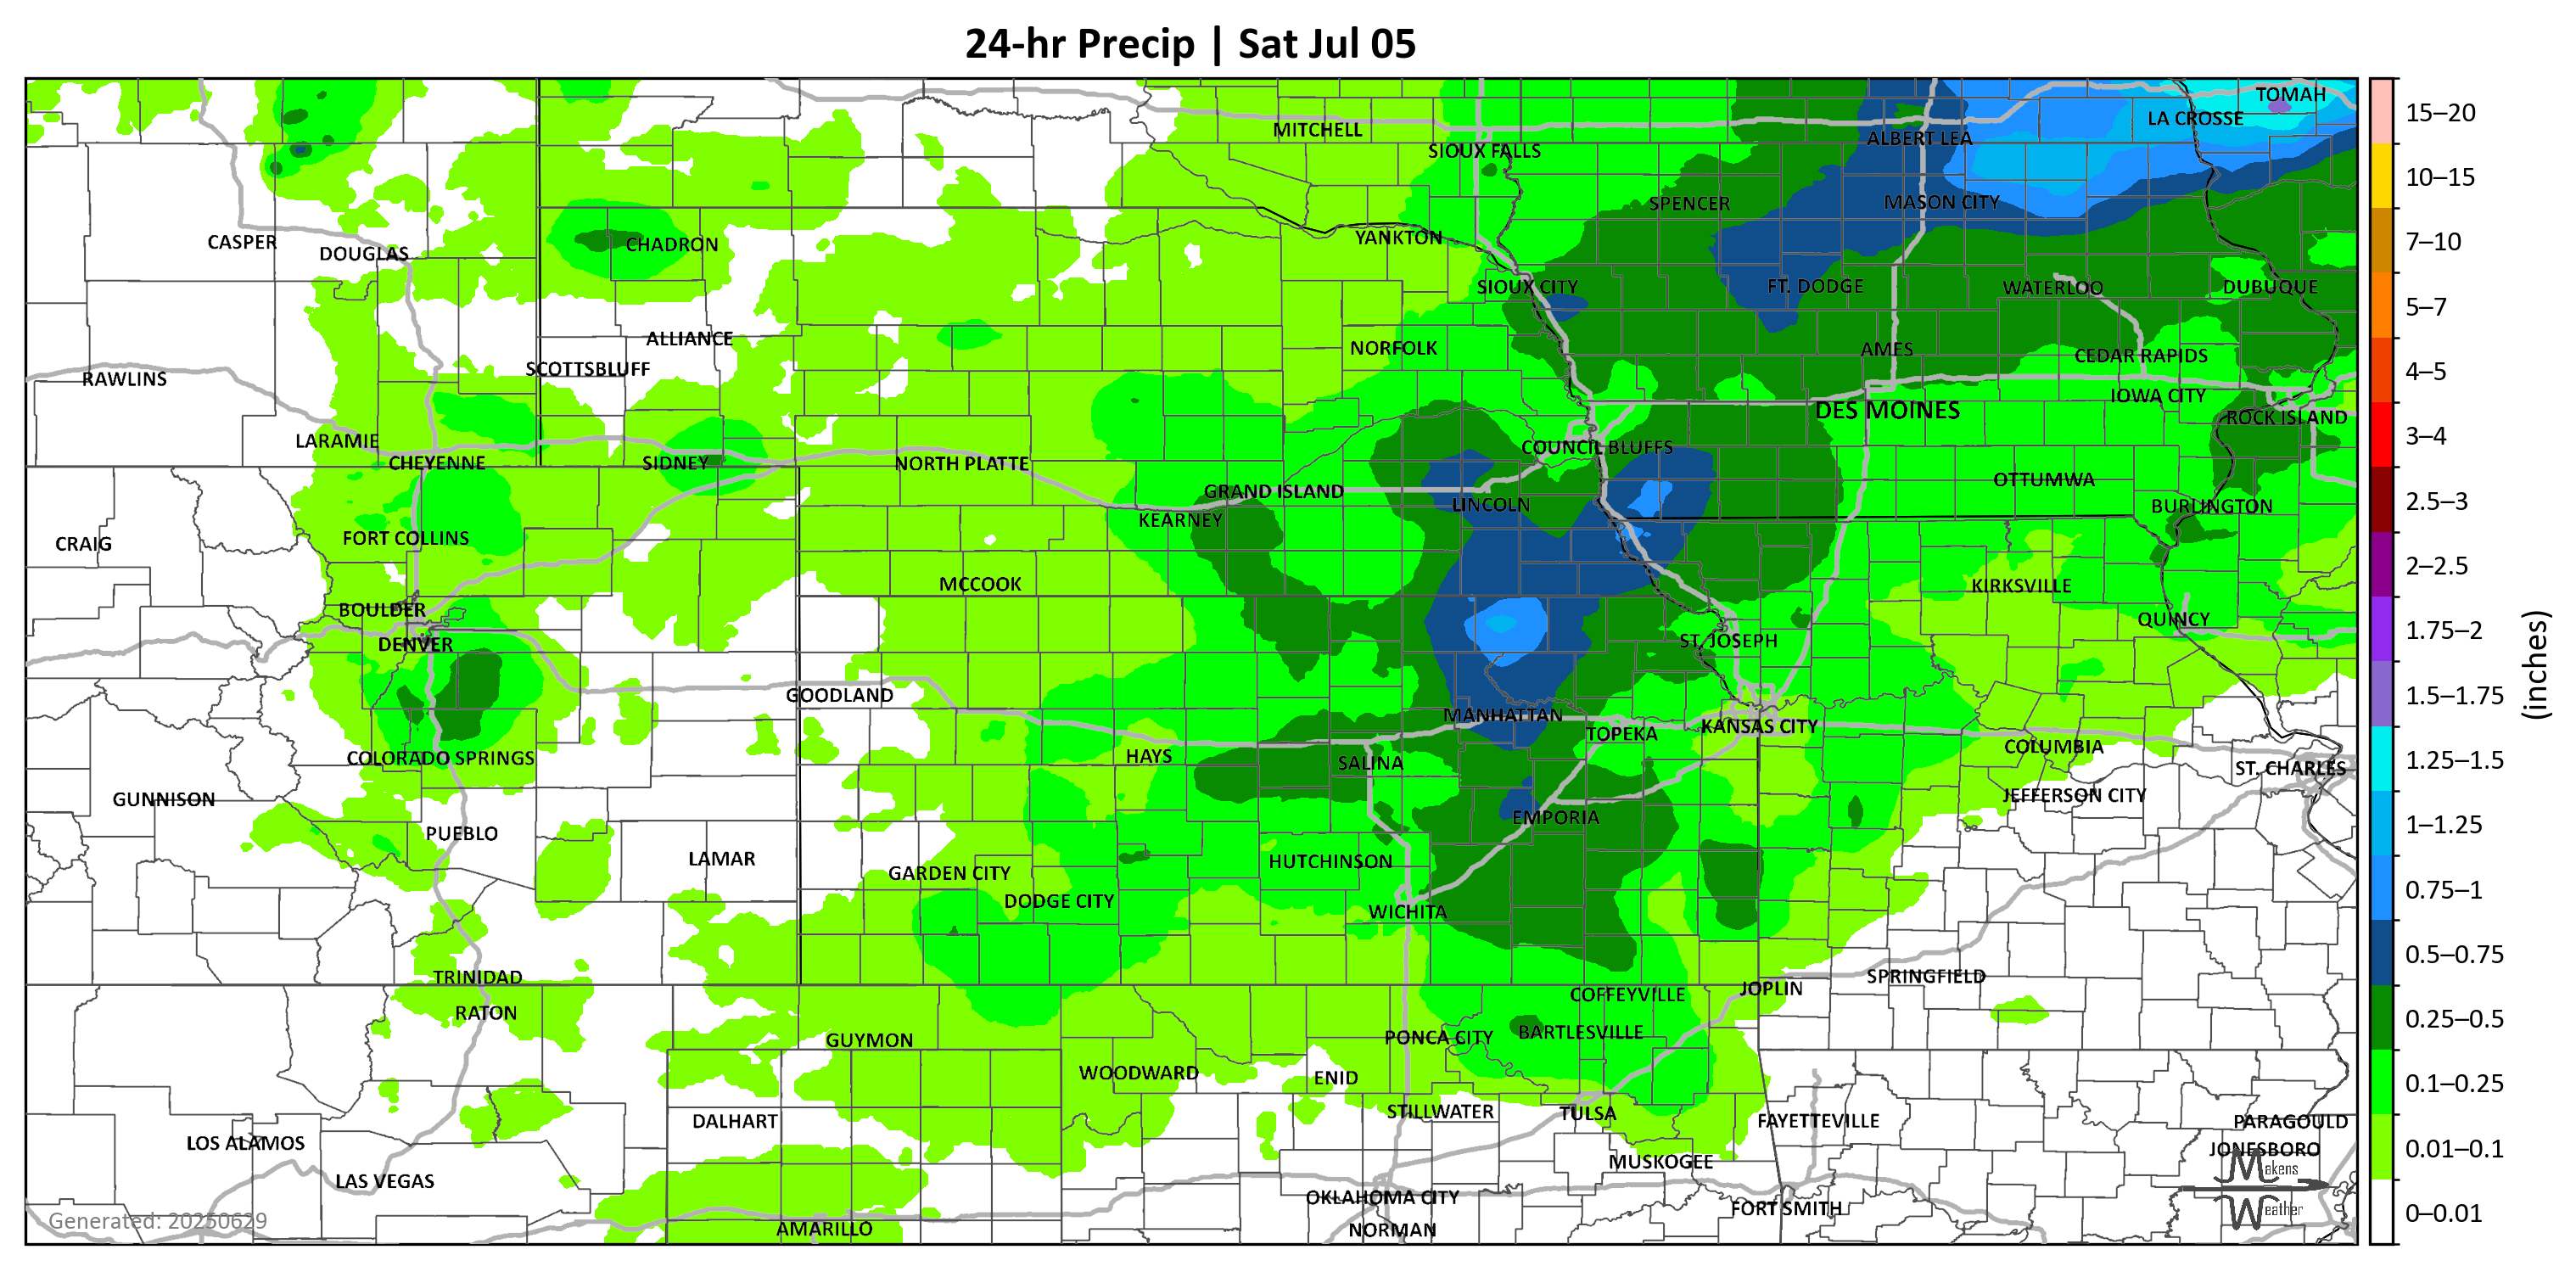 24-hr Precip | Sat Jul 05
TOMAH
LA CROSSE
MITCHELL
ALBERT LEA
SIOUX FALLS
SPENCER
MASON CITY
CASPER
DOUGLAS
CHADRON
YANKTON
SIOUX CITY
FT. DODGE
WATERLOO
DUBUQUE
ALLIANCE
NORFOLK
AMES
CEDAR RAPIDS
SCOTTSBLUFF
RAWLINS
IOWA CITY
DES MOINES
ROCK ISLAND
LARAMIE
COUNCIL BLUFFS
CHEYENNE
SIDNEY
NORTH PLATTE
OTTUMWA
GRAND ISLAND
LINCOLN
BURLINGTON
KEARNEY
FORT COLLINS
CRAIG
MCCOOK
KIRKSVILLE
BOULDER
QUINCY
DENVER
ST. JOSEPH
GOODLAND
MANHATTAN
KANSAS CITY
TOPEKA
COLUMBIA
COLORADO SPRINGS
HAYS
SALINA
ST. CHARLES
GUNNISON
JEFFERSON CITY
EMPORIA
PUEBLO
LAMAR
HUTCHINSON
GARDEN CITY
DODGE CITY
WICHITA
TRINIDAD
SPRINGFIELD
JOPLIN
COFFEYVILLE
RATON
BARTLESVILLE
PONCA CITY
GUYMON
WOODWARD
ENID
STILLWATER
TULSA
DALHART
FAYETTEVILLE
PARAGOULD
LOS ALAMOS
JONESBORO
MUSKOGEE
LAS VEGAS
OKLAHOMA CITY
FORT SMITH
AMARILLO
NORMAN
Generated: 20250629
Makens
Weather
15–20
10–15
7–10
5–7
4–5
3–4
2.5–3
2–2.5
1.75–2
1.5–1.75
1.25–1.5
1–1.25
0.75–1
0.5–0.75
0.25–0.5
0.1–0.25
0.01–0.1
0–0.01
(inches)